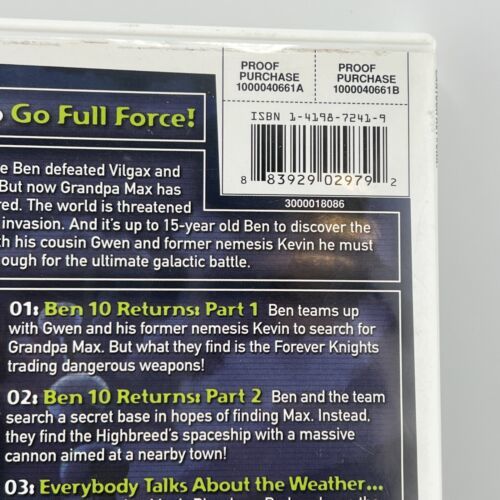 PROOF
PURCHASE
1000040661A
PROOF
PURCHASE
1000040661B
ISBN 1-4198-7241-9
8 83929 02979 2
3000018086
Go Full Force!
Ben defeated Vilgax and
But now Grandpa Max has
The world is threatened
invasion. And it's up to 15-year old Ben to discover the
his cousin Gwen and former nemesis Kevin he must
for the ultimate galactic battle.
01: Ben 10 Returns: Part 1 Ben teams up
with Gwen and his former nemesis Kevin to search for
Grandpa Max. But what they find is the Forever Knights
trading dangerous weapons!
02: Ben 10 Returns: Part 2 Ben and the team
search a secret base in hopes of finding Max. Instead,
they find the Highbreed's spaceship with a massive
cannon aimed at a nearby town!
03: Everybody Talks About the Weather...